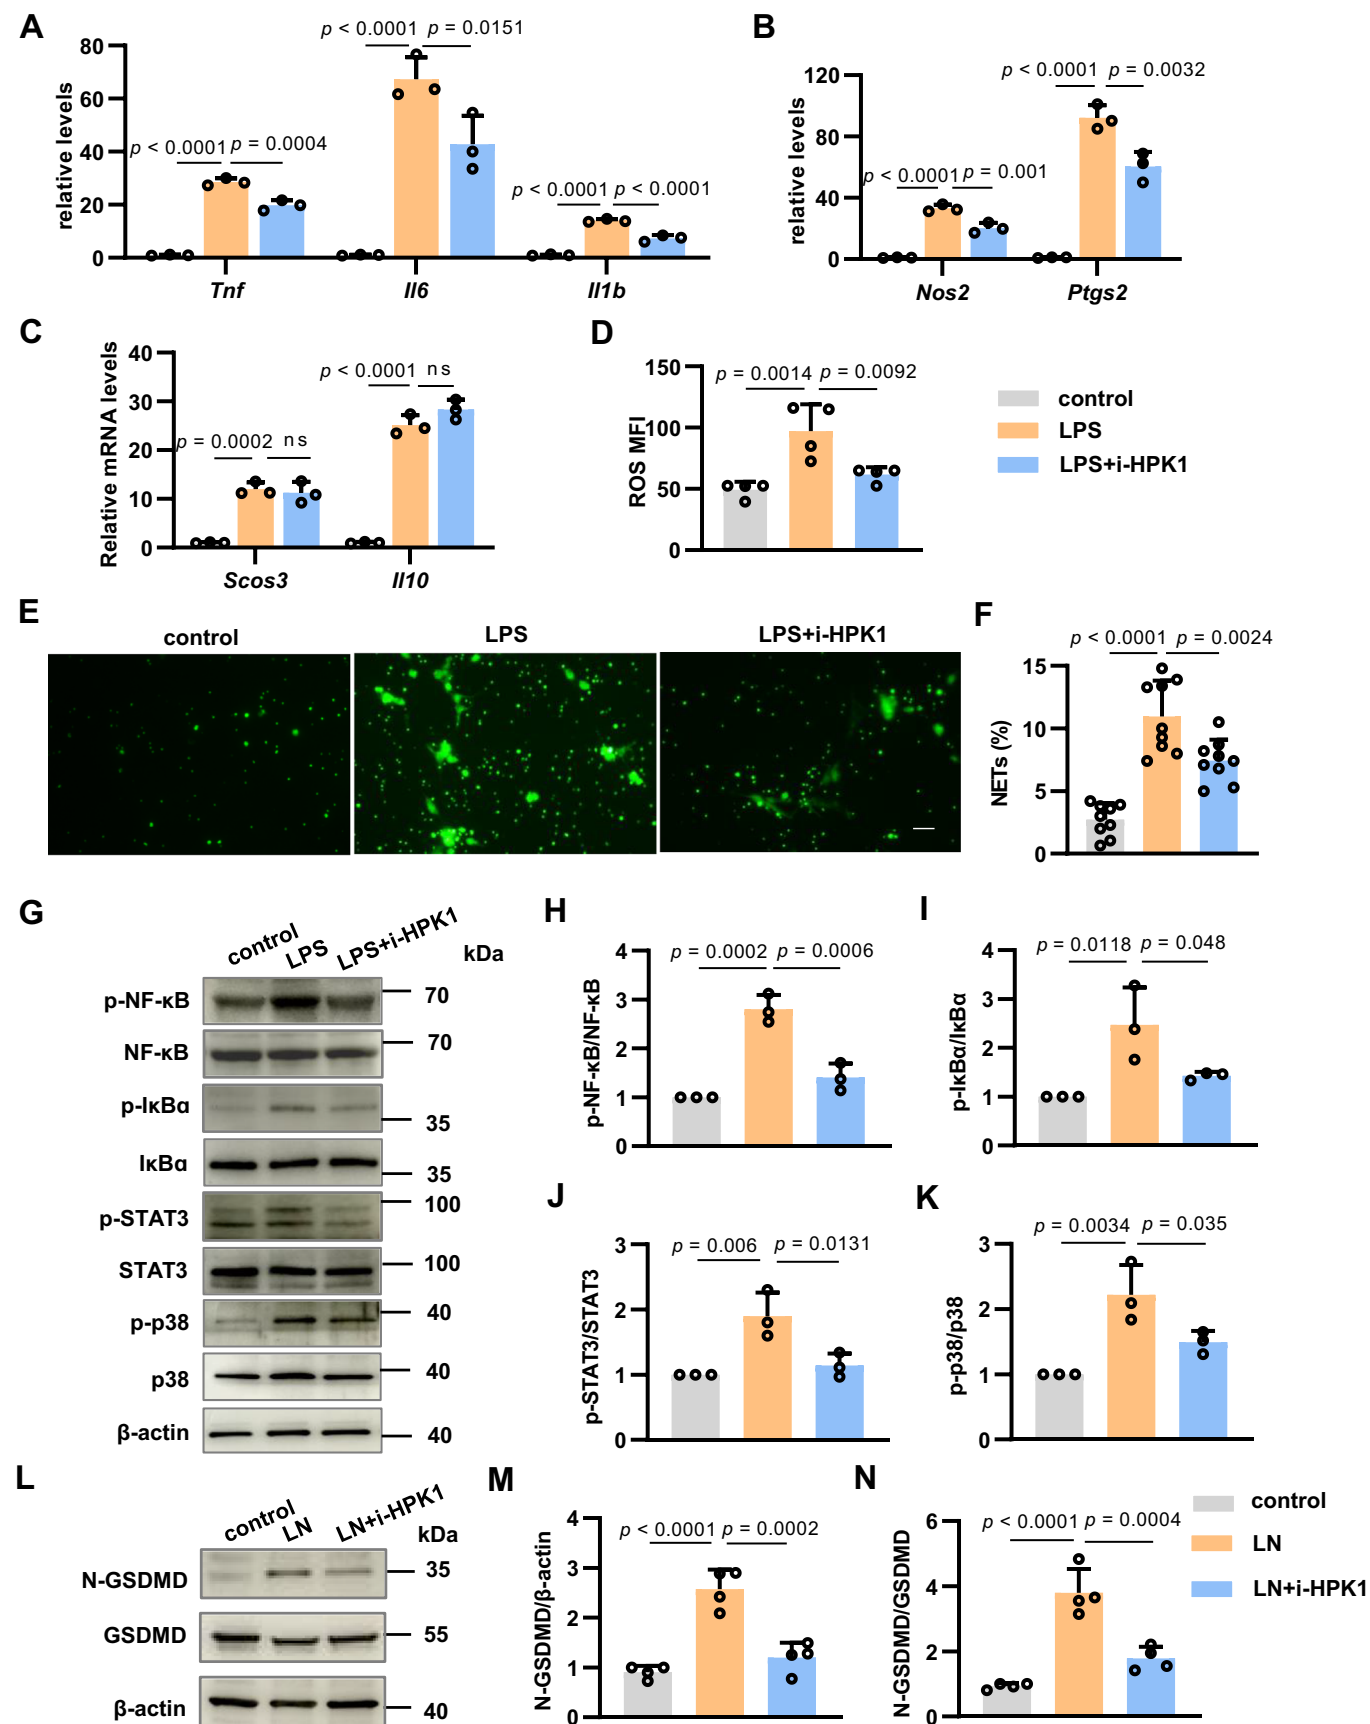 A
p < 0.0001 p = 0.0151
p < 0.0001 p = 0.0004
p < 0.0001 p < 0.0001
relative levels
80
60
40
20
0
Tnf Il6 Il1b
B
p < 0.0001 p = 0.0032
p < 0.0001 p = 0.001
relative levels
120
80
40
0
Nos2 Ptgs2
C
p < 0.0001 ns
p = 0.0002 ns
Relative mRNA levels
40
30
20
10
0
Scos3 Il10
D
p = 0.0014 p = 0.0092
ROS MFI
150
100
50
0
control
LPS
LPS+i-HPK1
E
control LPS LPS+i-HPK1
F
p < 0.0001 p = 0.0024
NETs (%)
15
10
5
0
G
control LPS LPS+i-HPK1 kDa
p-NF-κB 70
NF-κB 70
p-IκBα 35
IκBα 35
p-STAT3 100
STAT3 100
p-p38 40
p38 40
β-actin 40
H
p = 0.0002 p = 0.0006
p-NF-κB/NF-κB
4
3
2
1
0
I
p = 0.0118 p = 0.048
p-IκBα/IκBα
4
3
2
1
0
J
p = 0.006 p = 0.0131
p-STAT3/STAT3
3
2
1
0
K
p = 0.0034 p = 0.035
p-p38/p38
3
2
1
0
L
control LN LN+i-HPK1 kDa
N-GSDMD 35
GSDMD 55
β-actin 40
M
p < 0.0001 p = 0.0002
N-GSDMD/β-actin
4
3
2
1
0
N
p < 0.0001 p = 0.0004
N-GSDMD/GSDMD
6
4
2
0
control
LN
LN+i-HPK1